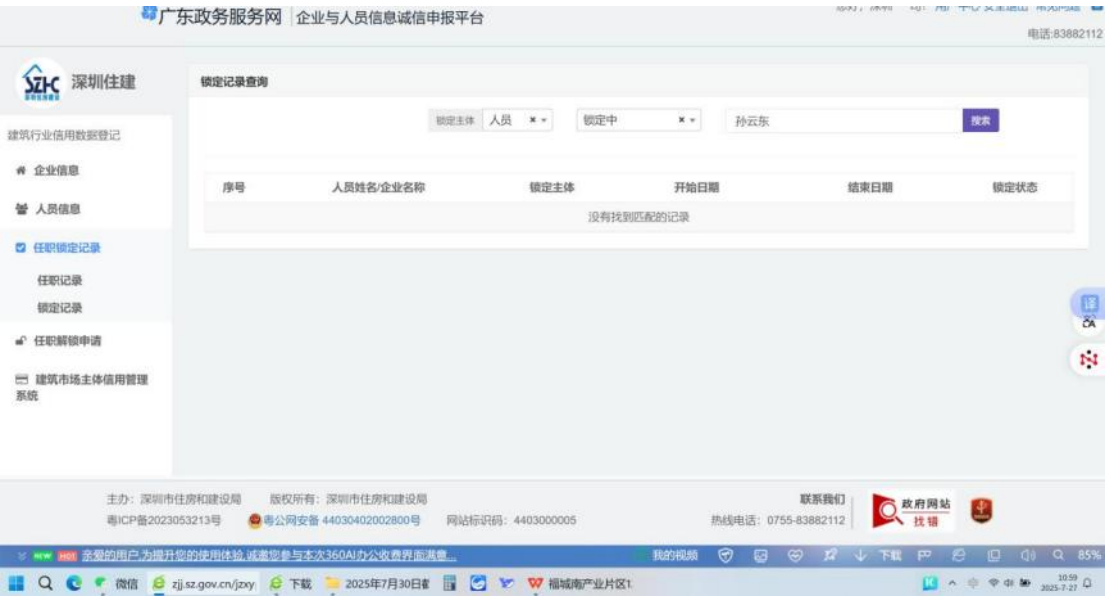 广东政务服务网 企业与人员信息诚信申报平台
电话:83882112
深圳住建
建筑行业信用数据登记
企业信息
人员信息
任职锁定记录
任职记录
锁定记录
任职解锁申请
建筑市场主体信用管理
系统
锁定记录查询
锁定主体 人员 × 锁定中 × 孙云东 搜索
序号 人员姓名/企业名称 锁定主体 开始日期 结束日期 锁定状态
没有找到匹配的记录
译
主办：深圳市住房和建设局 版权所有：深圳市住房和建设局 联系我们
粤ICP备2023053213号 粤公网安备 44030402002800号 网站标识码：4403000005 热线电话：0755-83882112
政府网站
找错
NEW HOT 亲爱的用户,为提升您的使用体验,诚邀您参与本次360AI办公收费界面满意... 我的视频 下载 85%
微信 zjj.sz.gov.cn/jzxy 下载 2025年7月30日 福城南产业片区1
10:59
2025-7-27